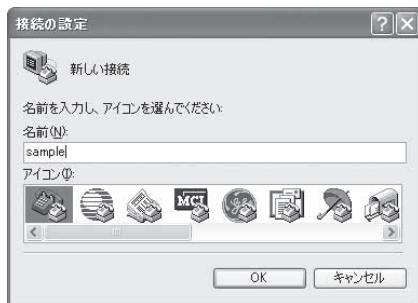 接続の設定
新しい接続
名前を入力し、アイコンを選んでください:
名前(N):
sample
アイコン(I):
MCI
OK
キャンセル